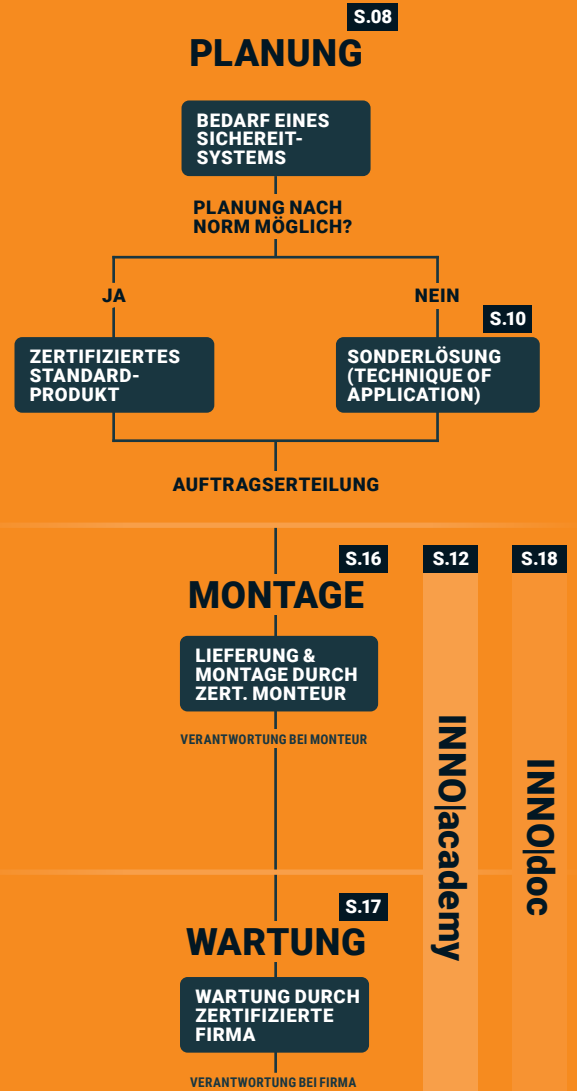 S.08
PLANUNG
BEDARF EINES
SICHEREIT-
SYSTEMS
PLANUNG NACH
NORM MÖGLICH?
JA
NEIN
S.10
ZERTIFIZIERTES
STANDARD-
PRODUKT
SONDERLÖSUNG
(TECHNIQUE OF
APPLICATION)
AUFTRAGSERTEILUNG
S.16
S.12
S.18
MONTAGE
LIEFERUNG &
MONTAGE DURCH
ZERT. MONTEUR
VERANTWORTUNG BEI MONTEUR
INNO|academy
INNO|doc
S.17
WARTUNG
WARTUNG DURCH
ZERTIFIZIERTE
FIRMA
VERANTWORTUNG BEI FIRMA